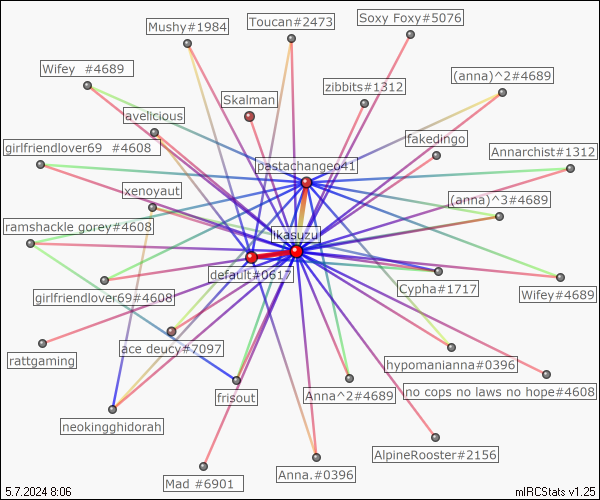 Toucan#2473
Soxy Foxy#5076
Mushy#1984
Wifey #4689
(anna)^2#4689
zibbits#1312
Skalman
avelicious
fakedingo
girlfriendlover69 #4608
Annarchist#1312
pastachangeo41
xenoyaut
(anna)^3#4689
ramshackle gorey#4608
likasuzu
default#0617
Cypha#1717
Wifey#4689
girlfriendlover69#4608
ace deucy#7097
rattgaming
hypomanianna#0396
no cops no laws no hope#4608
frisout
Anna^2#4689
neokingghidorah
AlpineRooster#2156
Anna.#0396
Mad #6901
5.7.2024 8:06
mIRCStats v1.25